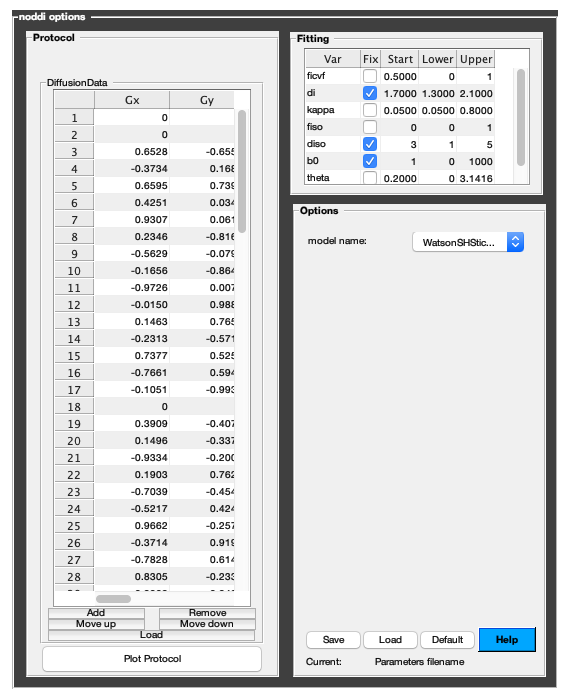 noddi options
Protocol
DiffusionData
Gx Gy
1 0
2 0
3 0.6528 -0.655
4 -0.3734 0.168
5 0.6595 0.739
6 0.4251 0.034
7 0.9307 0.061
8 0.2346 -0.816
9 -0.5629 -0.079
10 -0.1656 -0.864
11 -0.9726 0.007
12 -0.0150 0.988
13 0.1463 0.765
14 -0.2313 -0.571
15 0.7377 0.525
16 -0.7661 0.594
17 -0.1051 -0.993
18 0
19 0.3909 -0.407
20 0.1496 -0.337
21 -0.9334 -0.200
22 0.1903 0.762
23 -0.7039 -0.454
24 -0.5217 0.424
25 0.9662 -0.257
26 -0.3714 0.919
27 -0.7828 0.614
28 0.8305 -0.233
Add Remove
Move up Move down
Load
Plot Protocol
Fitting
Var Fix Start Lower Upper
ficvf 0.5000 0 1
di 1.7000 1.3000 2.1000
kappa 0.0500 0.0500 0.8000
fiso 0 0 1
diso 3 1 5
b0 1 0 1000
theta 0.2000 0 3.1416
Options
model name: WatsonSHStic...
Save Load Default Help
Current: Parameters filename